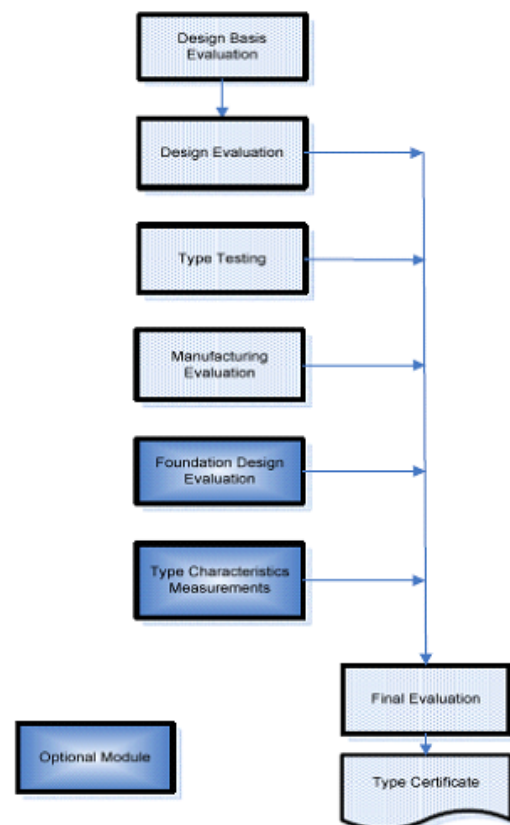 Design Basis
Evaluation
Design Evaluation
Type Testing
Manufacturing
Evaluation
Foundation Design
Evaluation
Type Characteristics
Measurements
Final Evaluation
Optional Module
Type Certificate